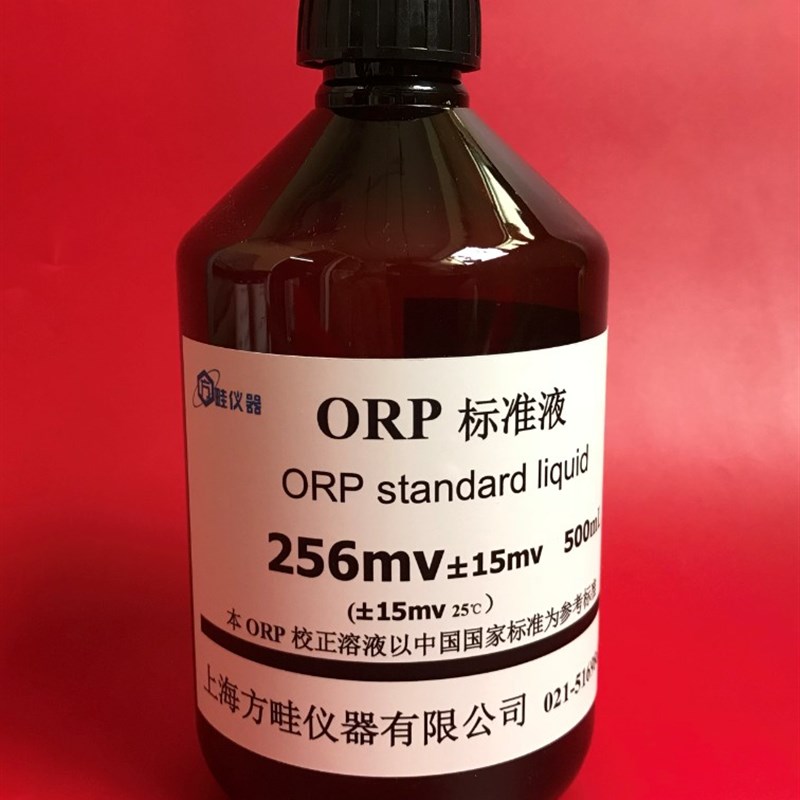 方畦仪器
ORP 标准液
ORP standard liquid
256mv±15mv 500ml
(±15mv 25℃)
本 ORP 校正溶液以中国国家标准为参考标准
上海方畦仪器有限公司 021-5169